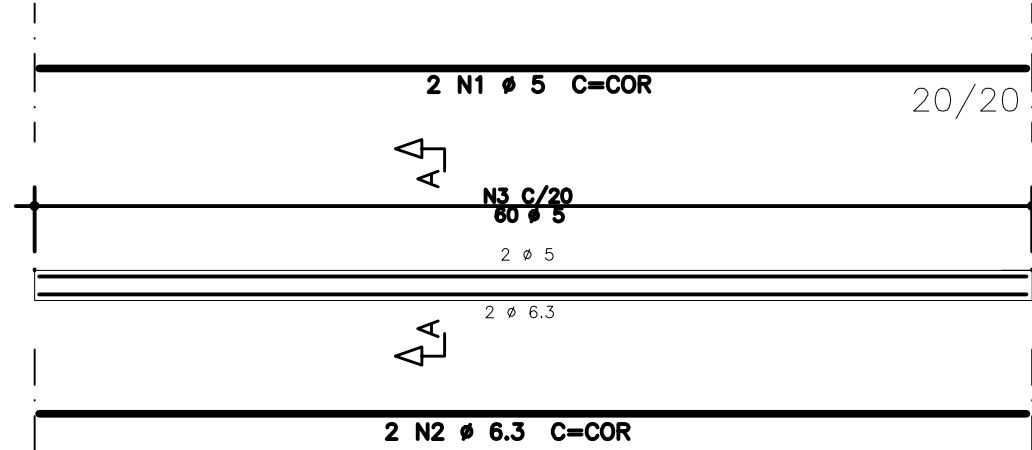 2 N1 ø 5 C=COR
20/20
A
N3 C/20
60 ø 5
2 ø 5
2 ø 6.3
A
2 N2 ø 6.3 C=COR